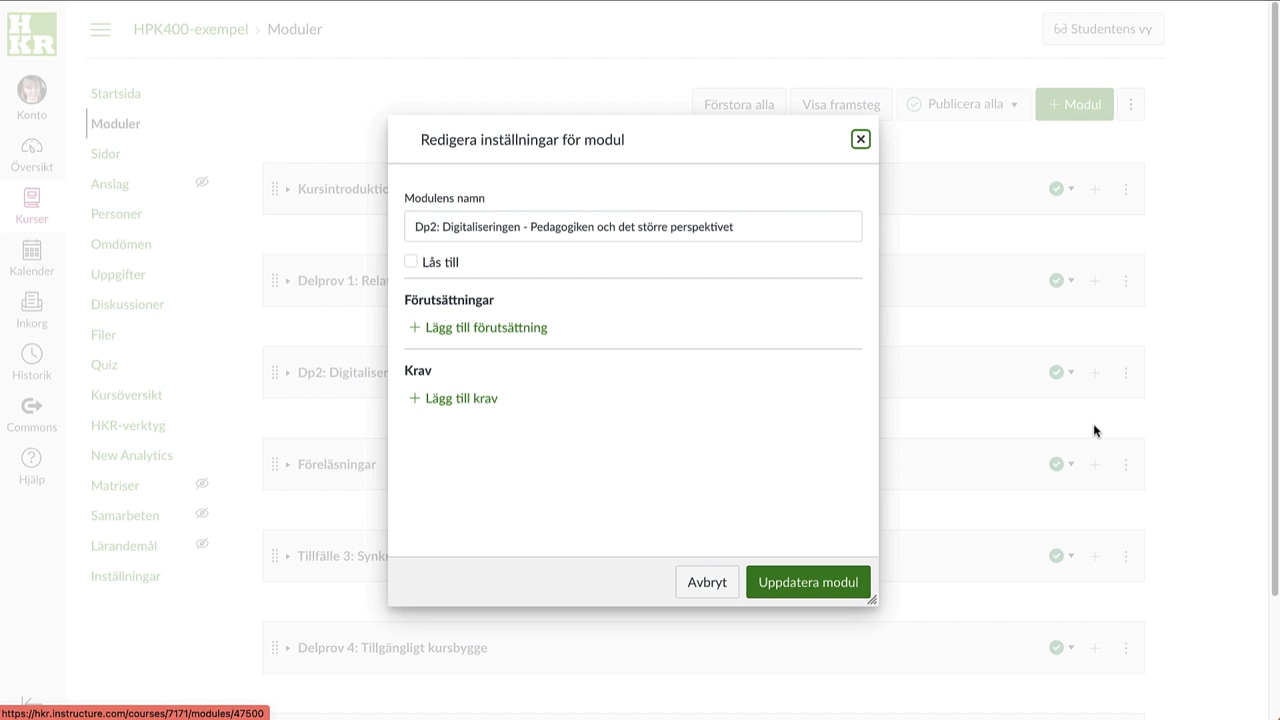 HKR
HPK400-exempel › Moduler
Studentens vy
Konto
Översikt
Kurser
Kalender
Inkorg
Historik
Commons
Hjälp
Startsida
Moduler
Sidor
Anslag
Personer
Omdömen
Uppgifter
Diskussioner
Filer
Quiz
Kursöversikt
HKR-verktyg
New Analytics
Matriser
Samarbeten
Lärandemål
Inställningar
Förstora alla
Visa framsteg
Publicera alla
+ Modul
Kursintroduktio
Delprov 1: Rela
Dp2: Digitaliser
Föreläsningar
Tillfälle 3: Synk
Delprov 4: Tillgängligt kursbygge
Redigera inställningar för modul
Modulens namn
Dp2: Digitaliseringen - Pedagogiken och det större perspektivet
Lås till
Förutsättningar
+ Lägg till förutsättning
Krav
+ Lägg till krav
Avbryt
Uppdatera modul
https://hkr.instructure.com/courses/7171/modules/47500